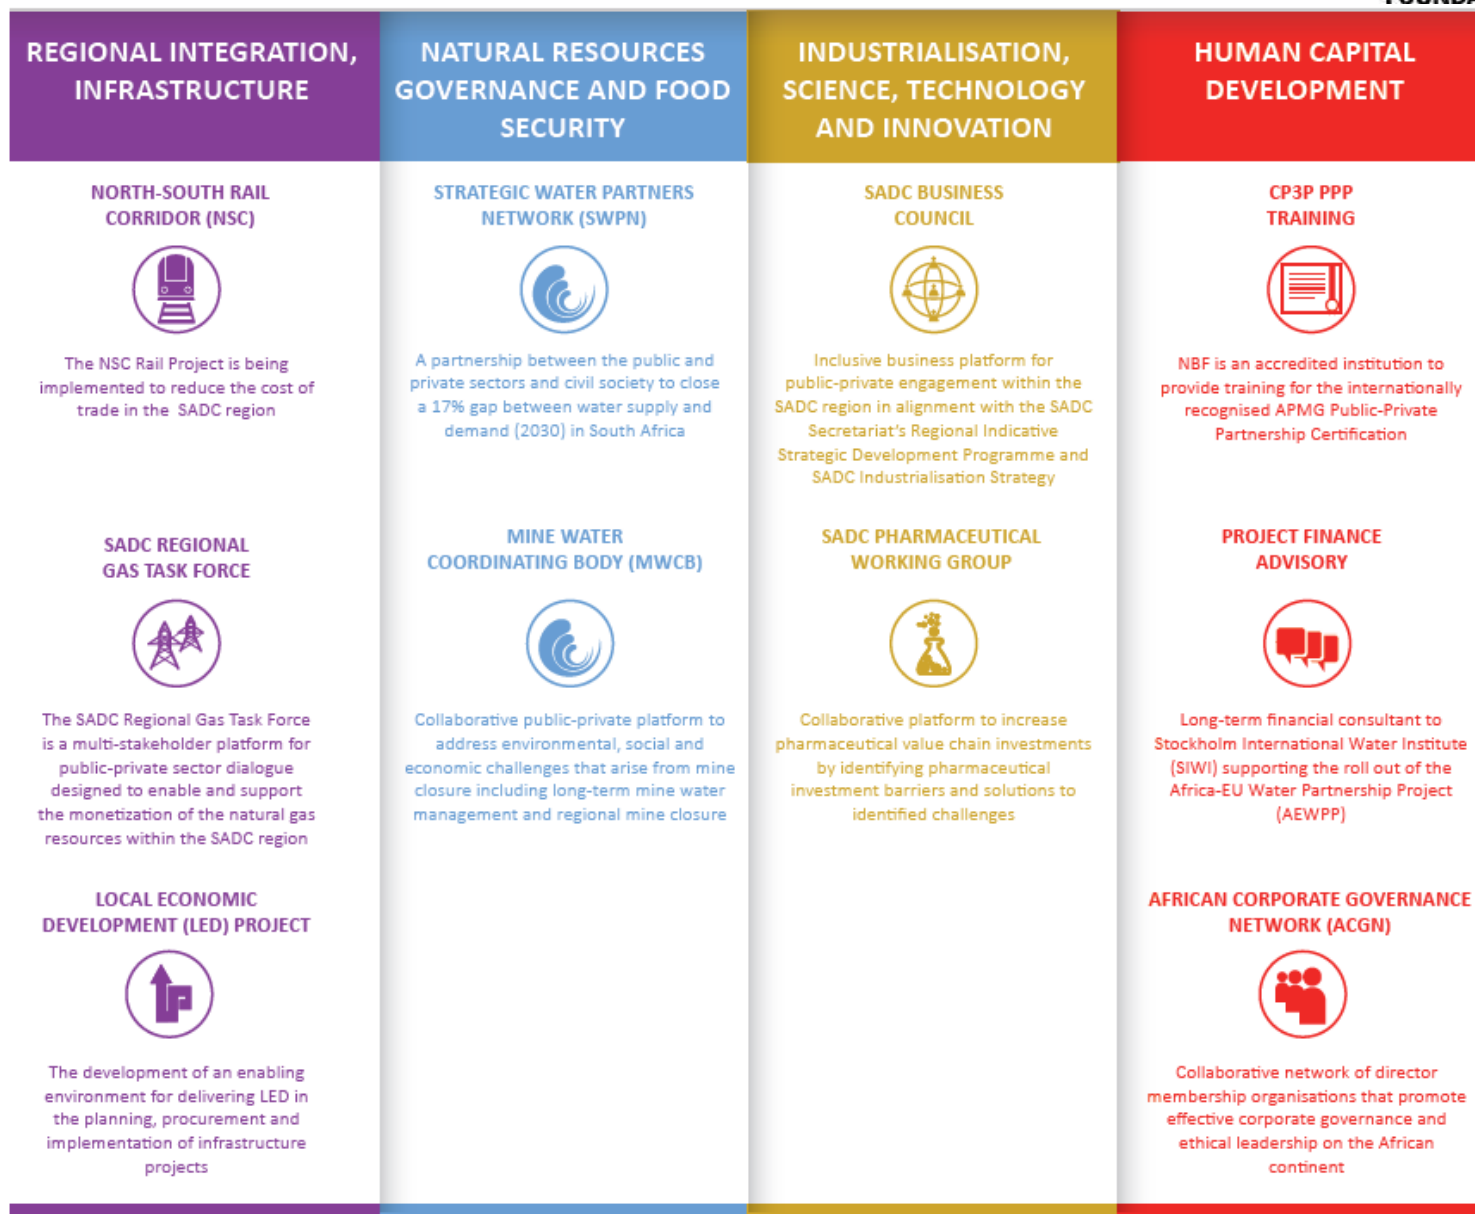 REGIONAL INTEGRATION,
INFRASTRUCTURE
NORTH-SOUTH RAIL
CORRIDOR (NSC)
The NSC Rail Project is being
implemented to reduce the cost of
trade in the SADC region
SADC REGIONAL
GAS TASK FORCE
The SADC Regional Gas Task Force
is a multi-stakeholder platform for
public-private sector dialogue
designed to enable and support
the monetization of the natural gas
resources within the SADC region
LOCAL ECONOMIC
DEVELOPMENT (LED) PROJECT
The development of an enabling
environment for delivering LED in
the planning, procurement and
implementation of infrastructure
projects
NATURAL RESOURCES
GOVERNANCE AND FOOD
SECURITY
STRATEGIC WATER PARTNERS
NETWORK (SWPN)
A partnership between the public and
private sectors and civil society to close
a 17% gap between water supply and
demand (2030) in South Africa
MINE WATER
COORDINATING BODY (MWCB)
Collaborative public-private platform to
address environmental, social and
economic challenges that arise from mine
closure including long-term mine water
management and regional mine closure
INDUSTRIALISATION,
SCIENCE, TECHNOLOGY
AND INNOVATION
SADC BUSINESS
COUNCIL
Inclusive business platform for
public-private engagement within the
SADC region in alignment with the SADC
Secretariat's Regional Indicative
Strategic Development Programme and
SADC Industrialisation Strategy
SADC PHARMACEUTICAL
WORKING GROUP
Collaborative platform to increase
pharmaceutical value chain investments
by identifying pharmaceutical
investment barriers and solutions to
identified challenges
HUMAN CAPITAL
DEVELOPMENT
CP3P PPP
TRAINING
NBF is an accredited institution to
provide training for the internationally
recognised APMG Public-Private
Partnership Certification
PROJECT FINANCE
ADVISORY
Long-term financial consultant to
Stockholm International Water Institute
(SIWI) supporting the roll out of the
Africa-EU Water Partnership Project
(AEWPP)
AFRICAN CORPORATE GOVERNANCE
NETWORK (ACGN)
Collaborative network of director
membership organisations that promote
effective corporate governance and
ethical leadership on the African
continent